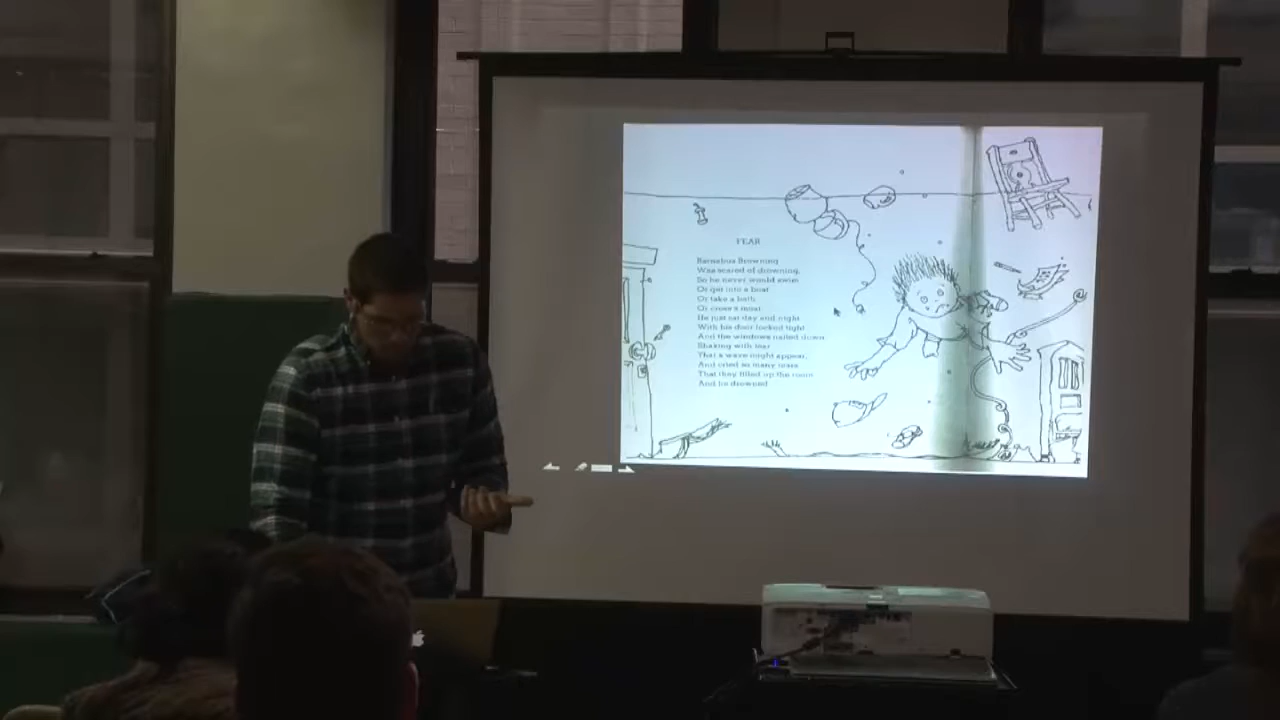 FEAR
Barnabus Browning
Was scared of drowning,
So he never would swim
Or get into a boat
Or take a bath
Or cross a moat.
He just sat day and night
With his door locked tight
And the windows nailed down,
Shaking with fear
That a wave might appear,
And cried so many tears
That they filled up the room
And he drowned.